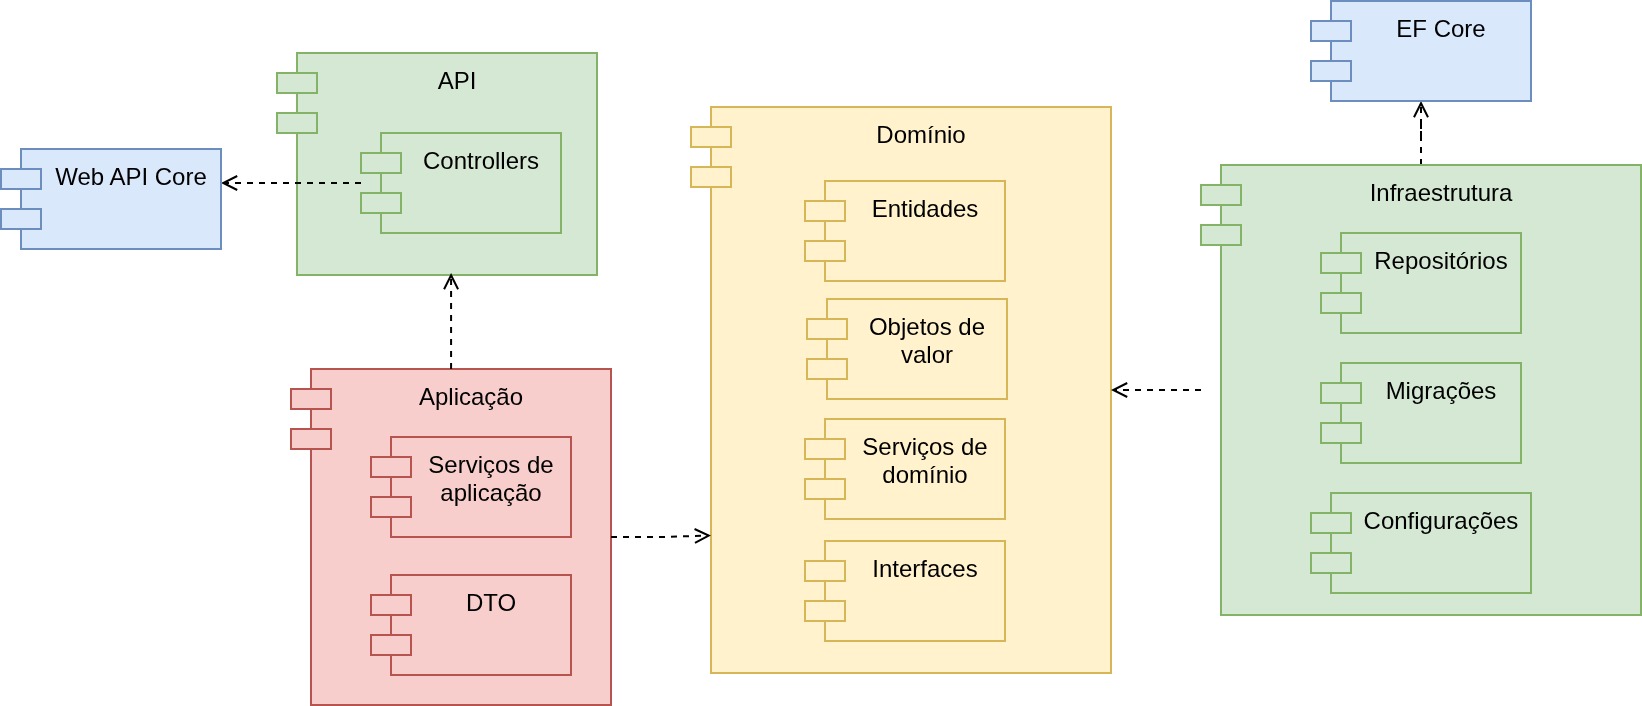 EF Core
API
Web API Core
Controllers
Domínio
Entidades
Objetos de
valor
Serviços de
domínio
Interfaces
Aplicação
Serviços de
aplicação
DTO
Infraestrutura
Repositórios
Migrações
Configurações